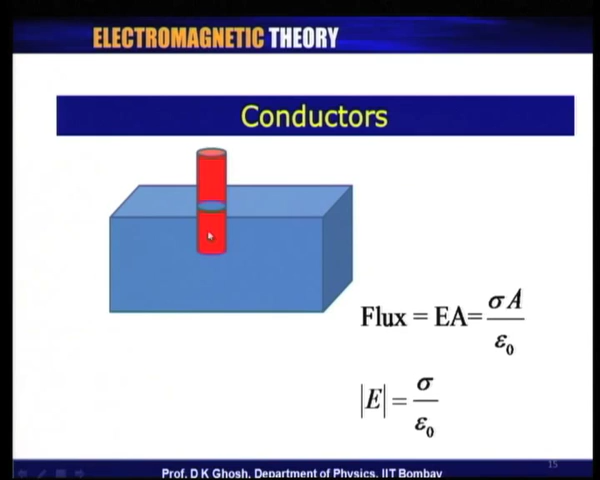 ELECTROMAGNETIC THEORY
Conductors
Flux = EA= σA/ε₀
|E| = σ/ε₀
15
Prof. D K Ghosh, Department of Physics, IIT Bombay